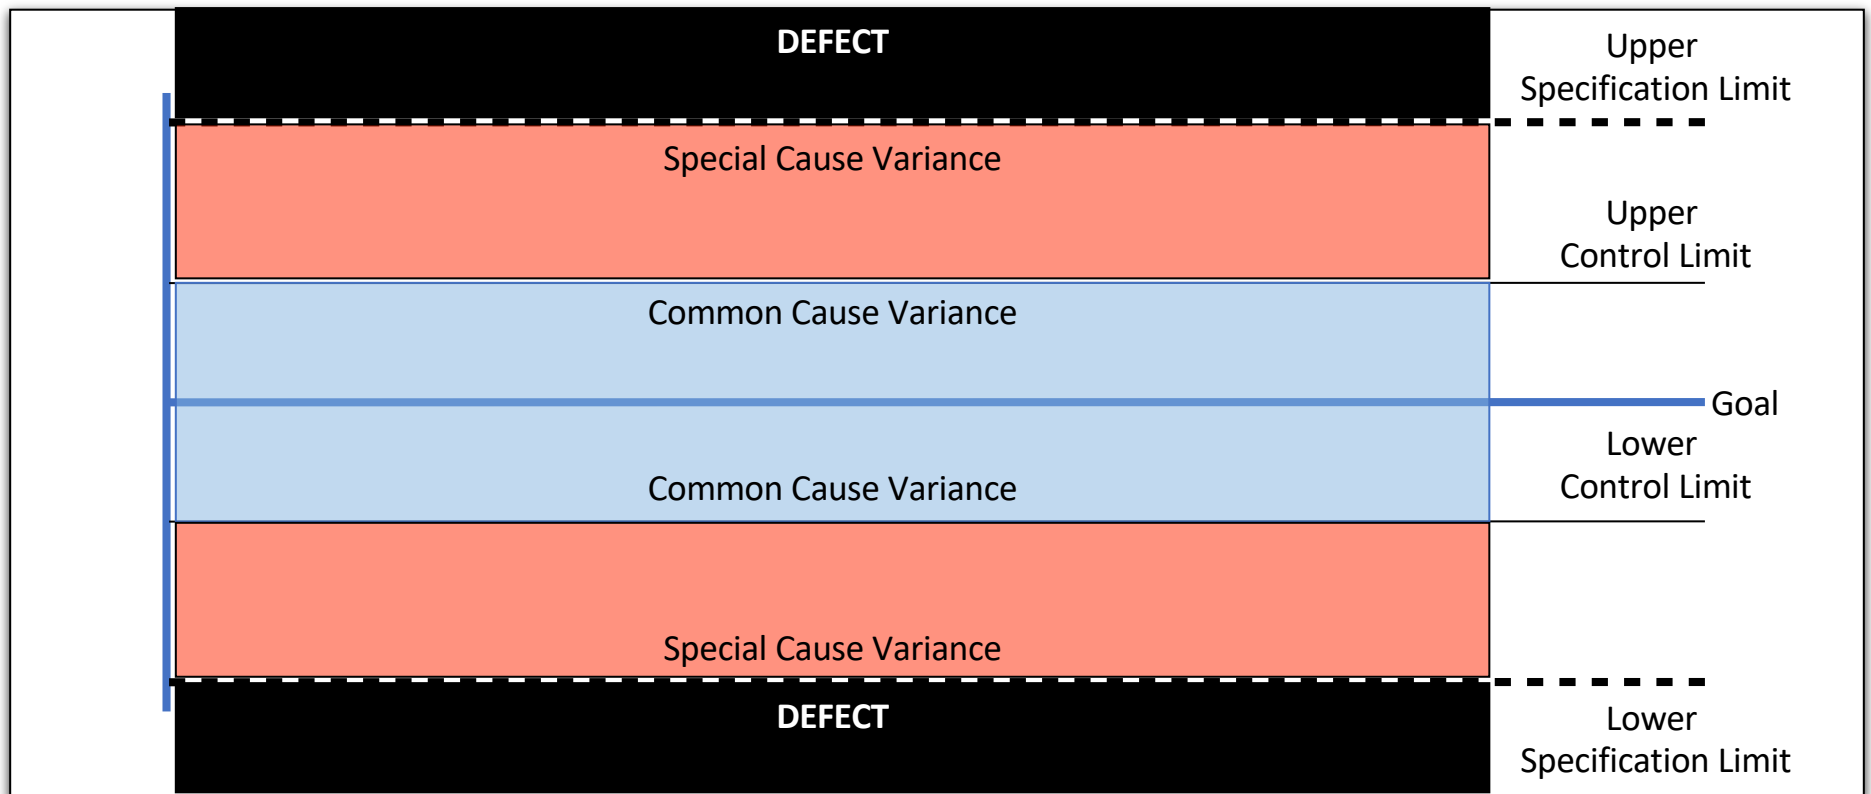 DEFECT
Upper
Specification Limit
Special Cause Variance
Upper
Control Limit
Common Cause Variance
Goal
Lower
Control Limit
Common Cause Variance
Special Cause Variance
DEFECT
Lower
Specification Limit